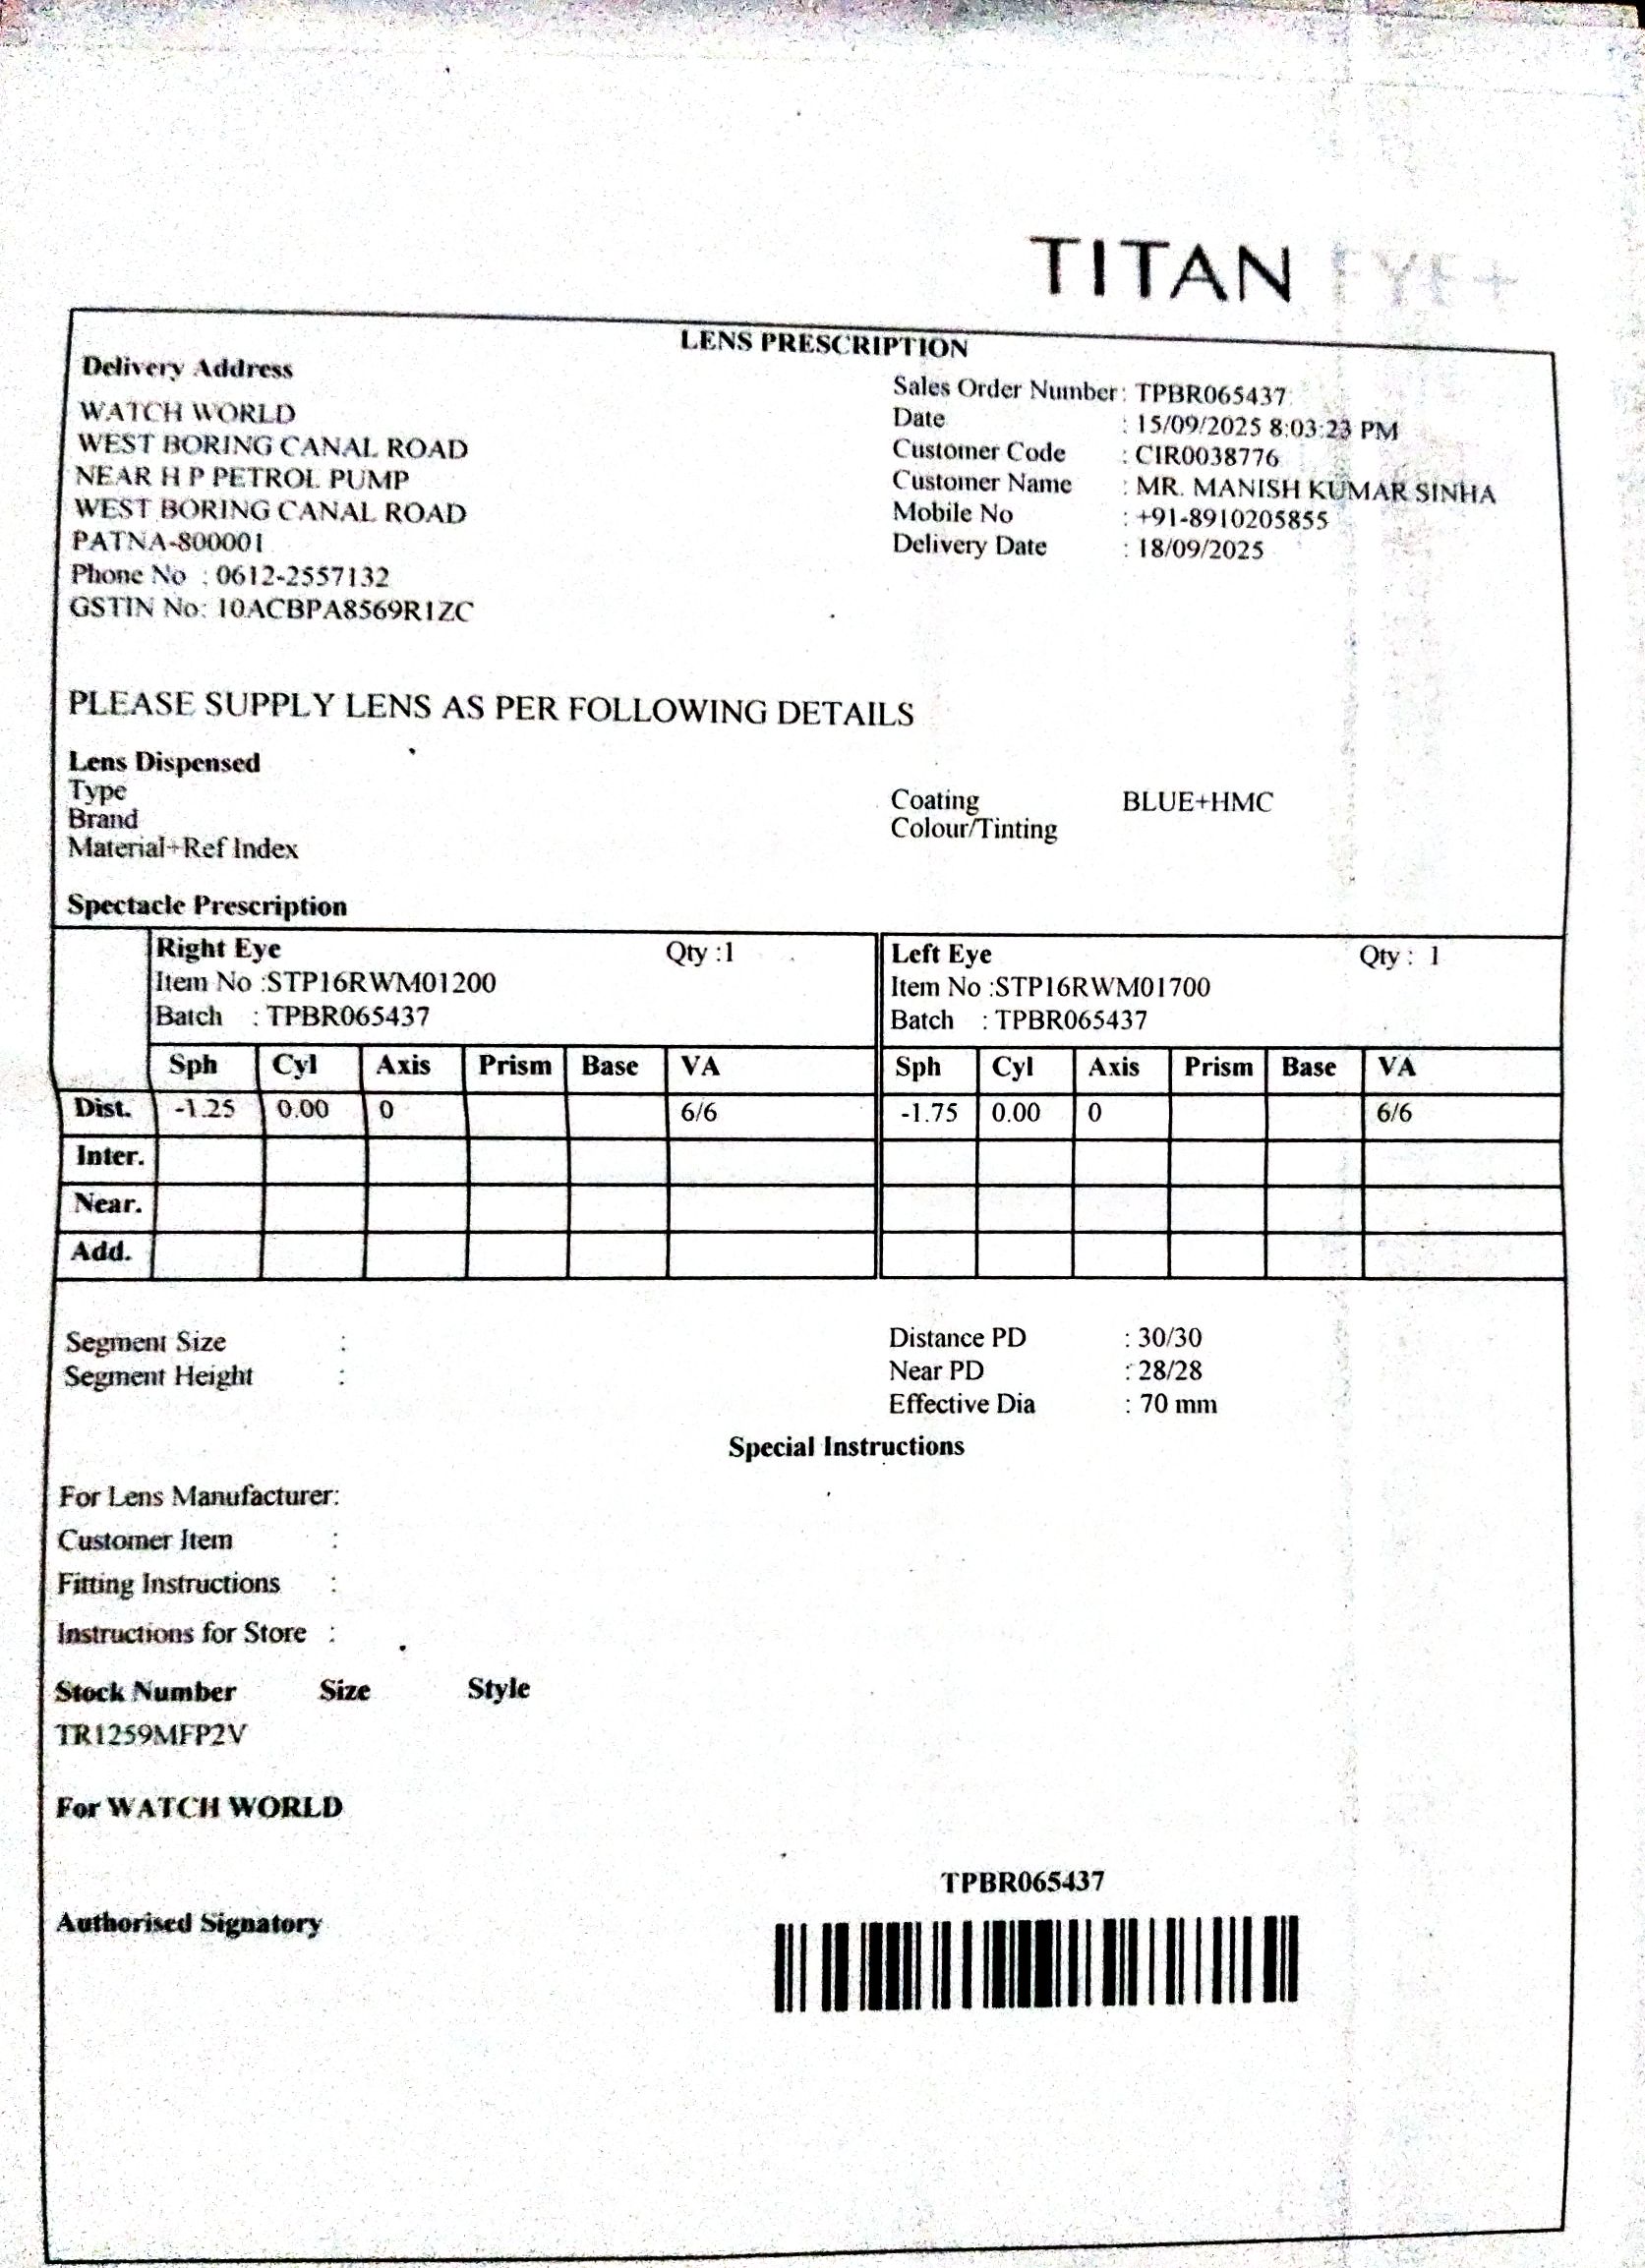 TITAN EYE+
LENS PRESCRIPTION
Delivery Address
WATCH WORLD
WEST BORING CANAL ROAD
NEAR H P PETROL PUMP
WEST BORING CANAL ROAD
PATNA-800001
Phone No : 0612-2557132
GSTIN No: 10ACBPA8569R1ZC
Sales Order Number: TPBR065437
Date : 15/09/2025 8:03:23 PM
Customer Code : CIR0038776
Customer Name : MR. MANISH KUMAR SINHA
Mobile No : +91-8910205855
Delivery Date : 18/09/2025
PLEASE SUPPLY LENS AS PER FOLLOWING DETAILS
Lens Dispensed
Type
Brand
Material+Ref Index
Coating BLUE+HMC
Colour/Tinting
Spectacle Prescription
Right Eye Qty :1
Item No :STP16RWM01200
Batch : TPBR065437
Left Eye Qty : 1
Item No :STP16RWM01700
Batch : TPBR065437
Sph Cyl Axis Prism Base VA Sph Cyl Axis Prism Base VA
Dist. -1.25 0.00 0 6/6 -1.75 0.00 0 6/6
Inter.
Near.
Add.
Segment Size :
Segment Height :
Distance PD : 30/30
Near PD : 28/28
Effective Dia : 70 mm
Special Instructions
For Lens Manufacturer:
Customer Item :
Fitting Instructions :
Instructions for Store :
Stock Number Size Style
TR1259MFP2V
For WATCH WORLD
TPBR065437
Authorised Signatory